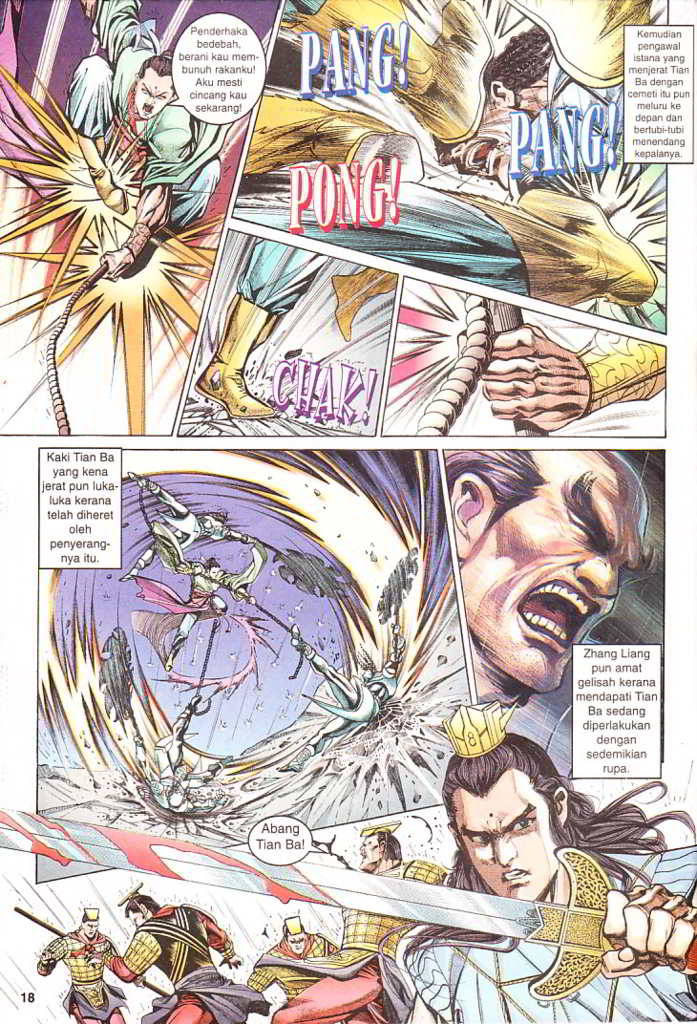 Penderhaka
bedebah,
berani kau mem-
bunuh rakanku!
Aku mesti
cincang kau
sekarang!
PANG!
PANG!
PONG!
Kemudian
pengawal
istana yang
menjerat Tian
Ba dengan
cemeti itu pun
meluru ke
depan dan
bertubi-tubi
menendang
kepalanya.
CHAK!
Kaki Tian Ba
yang kena
jerat pun luka-
luka kerana
telah diheret
oleh
penyerang-
nya itu.
Zhang Liang
pun amat
gelisah kerana
mendapati Tian
Ba sedang
diperlakukan
dengan
sedemikian
rupa.
Abang
Tian Ba!
18